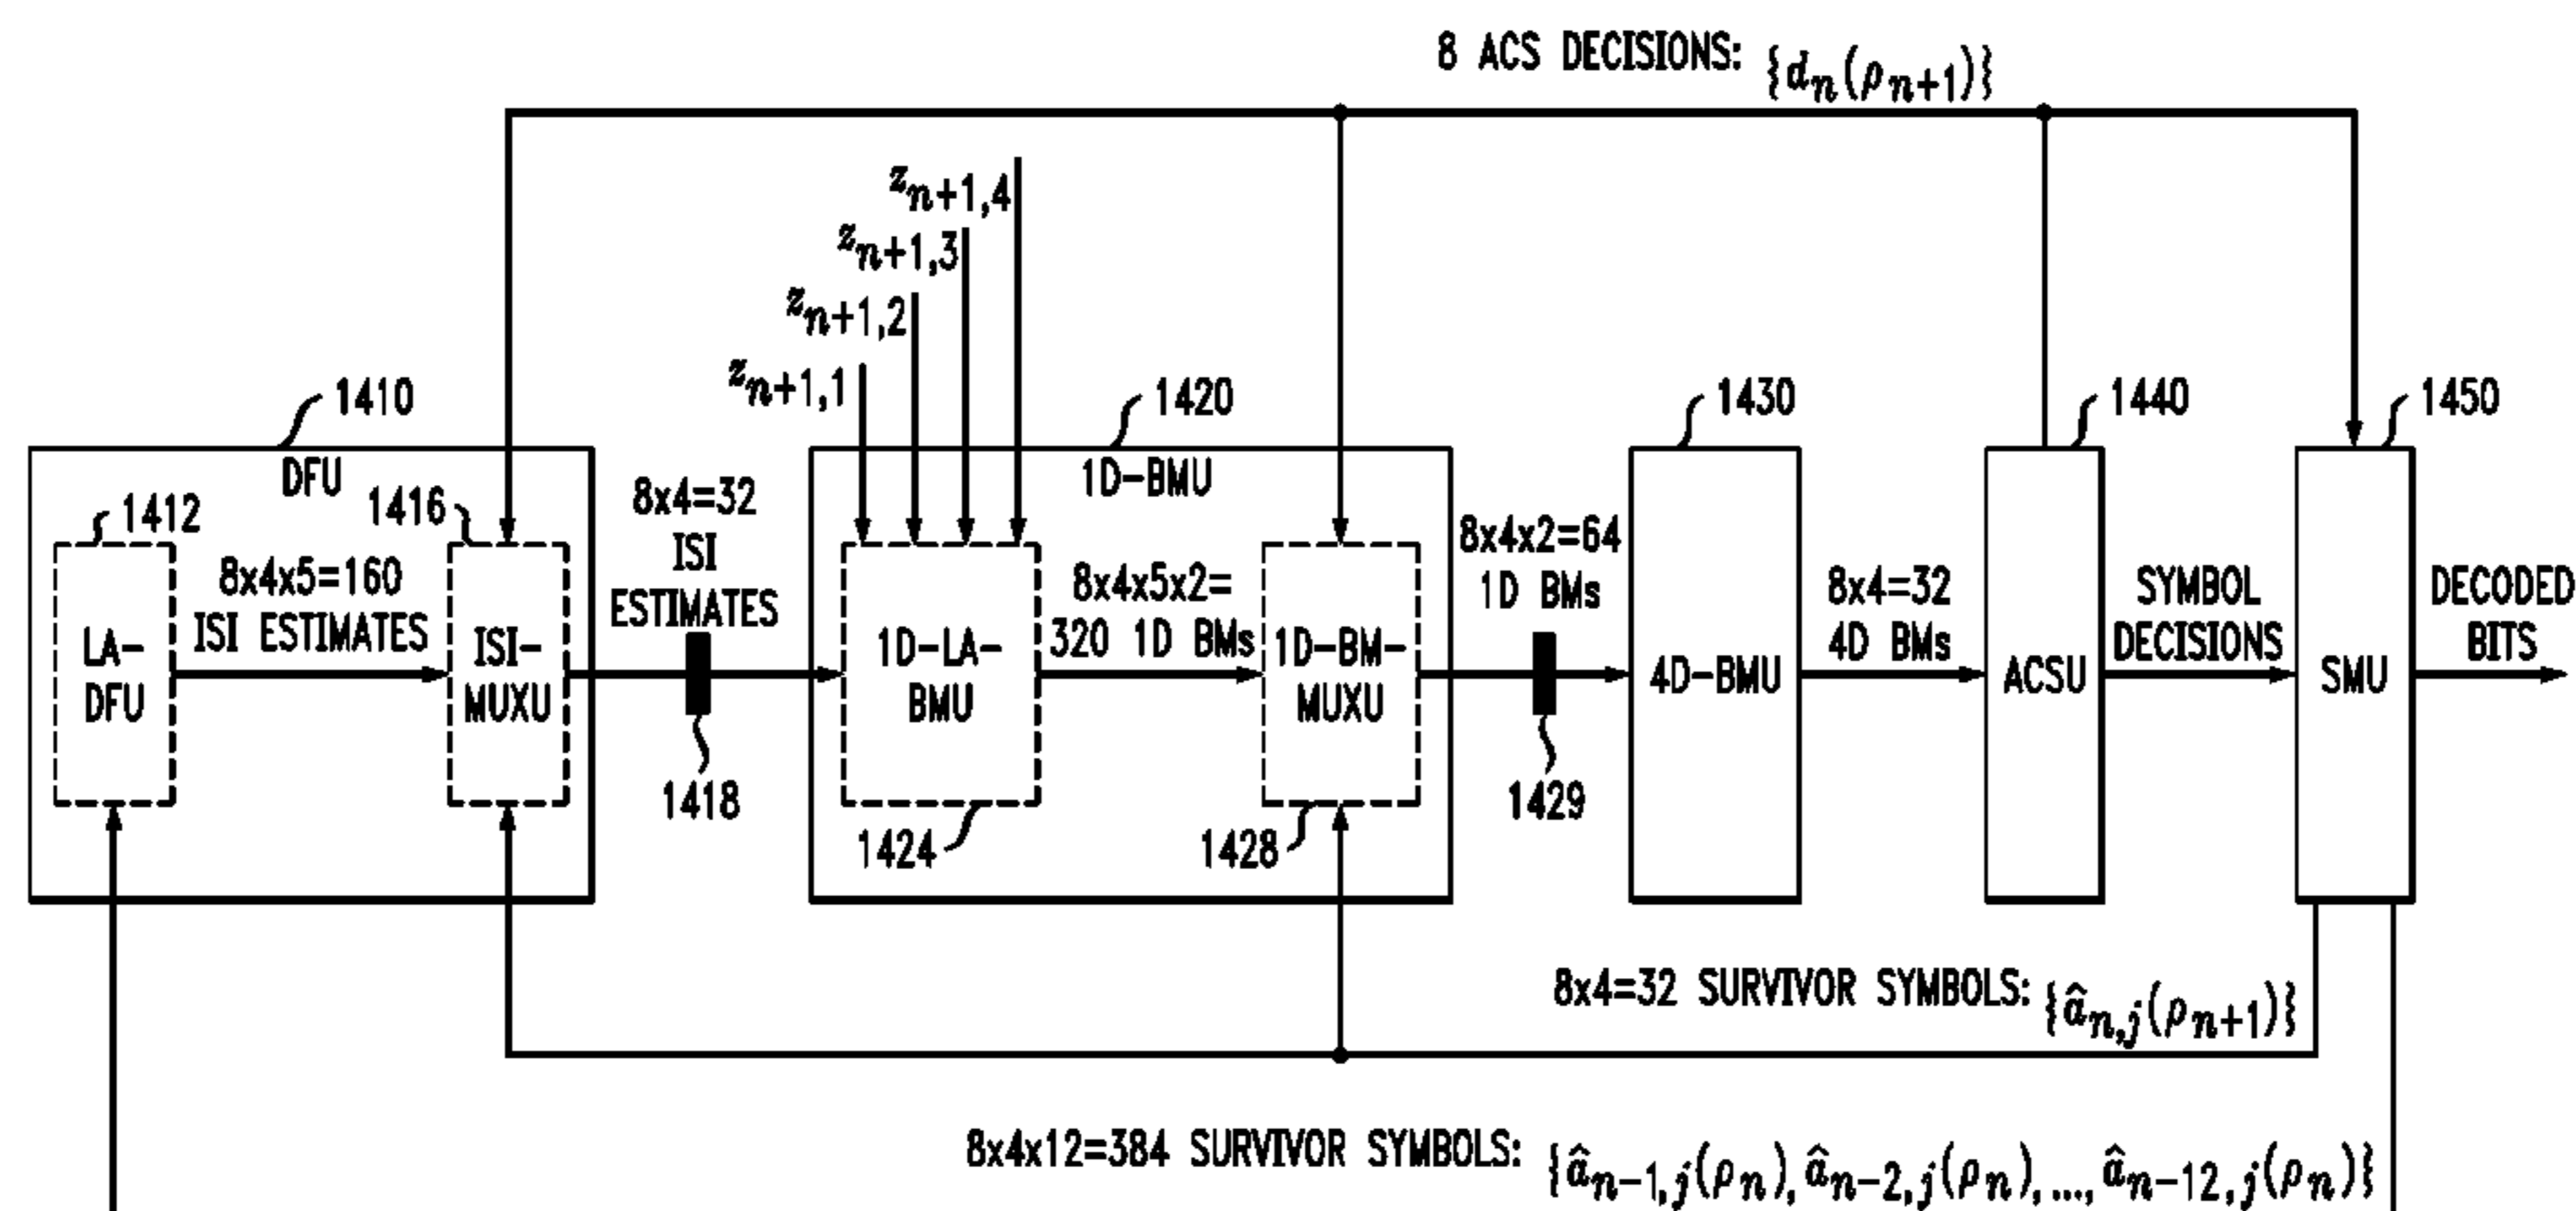 8 ACS DECISIONS: {d_n(ρ_{n+1})}
z_{n+1,4}
z_{n+1,3}
z_{n+1,2}
z_{n+1,1}
1410
1420
1430
1440
1450
DFU
1D-BMU
1412
1416
8x4=32
ISI
ESTIMATES
8x4x5=160
ISI ESTIMATES
LA-
DFU
ISI-
MUXU
1418
1D-LA-
BMU
1424
8x4x5x2=
320 1D BMs
1D-BM-
MUXU
1428
8x4x2=64
1D BMs
1429
4D-BMU
8x4=32
4D BMs
ACSU
SYMBOL
DECISIONS
SMU
DECODED
BITS
8x4=32 SURVIVOR SYMBOLS: {â_{n,j}(ρ_{n+1})}
8x4x12=384 SURVIVOR SYMBOLS: {â_{n-1,j}(ρ_n), â_{n-2,j}(ρ_n), ..., â_{n-12,j}(ρ_n)}